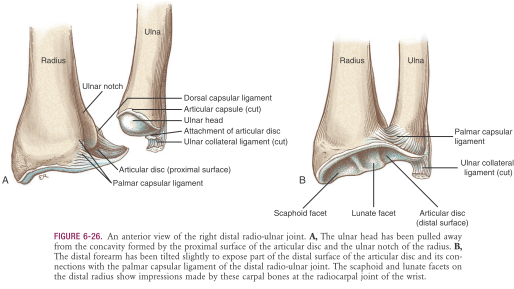 Ulna
Radius
Ulnar notch
Dorsal capsular ligament
Articular capsule (cut)
Ulnar head
Attachment of articular disc
Ulnar collateral ligament (cut)
Articular disc (proximal surface)
Palmar capsular ligament
A
Radius
Ulna
Palmar capsular
ligament
Ulnar collateral
ligament (cut)
B
Scaphoid facet
Lunate facet
Articular disc
(distal surface)
FIGURE 6-26. An anterior view of the right distal radio-ulnar joint. A, The ulnar head has been pulled away
from the concavity formed by the proximal surface of the articular disc and the ulnar notch of the radius. B,
The distal forearm has been tilted slightly to expose part of the distal surface of the articular disc and its con-
nections with the palmar capsular ligament of the distal radio-ulnar joint. The scaphoid and lunate facets on
the distal radius show impressions made by these carpal bones at the radiocarpal joint of the wrist.